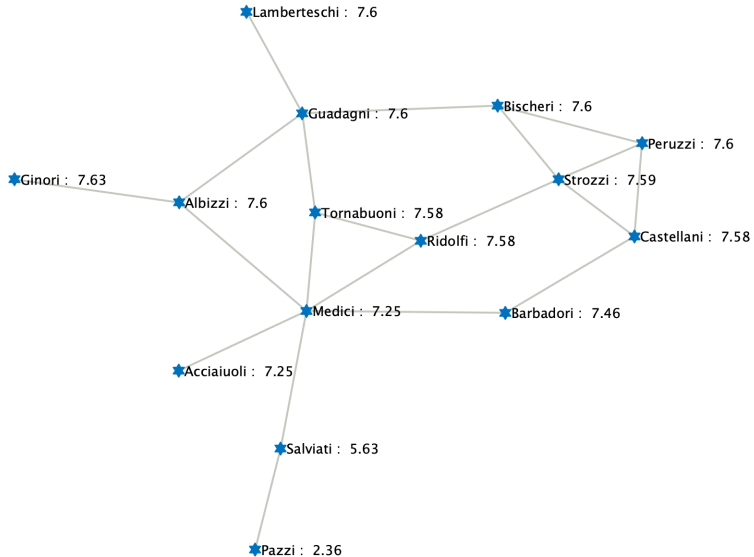 Lamberteschi :  7.6
Guadagni :  7.6
Bischeri :  7.6
Peruzzi :  7.6
Ginori :  7.63
Strozzi :  7.59
Albizzi :  7.6
Tornabuoni :  7.58
Ridolfi :  7.58
Castellani :  7.58
Medici :  7.25
Barbadori :  7.46
Acciaiuoli :  7.25
Salviati :  5.63
Pazzi :  2.36